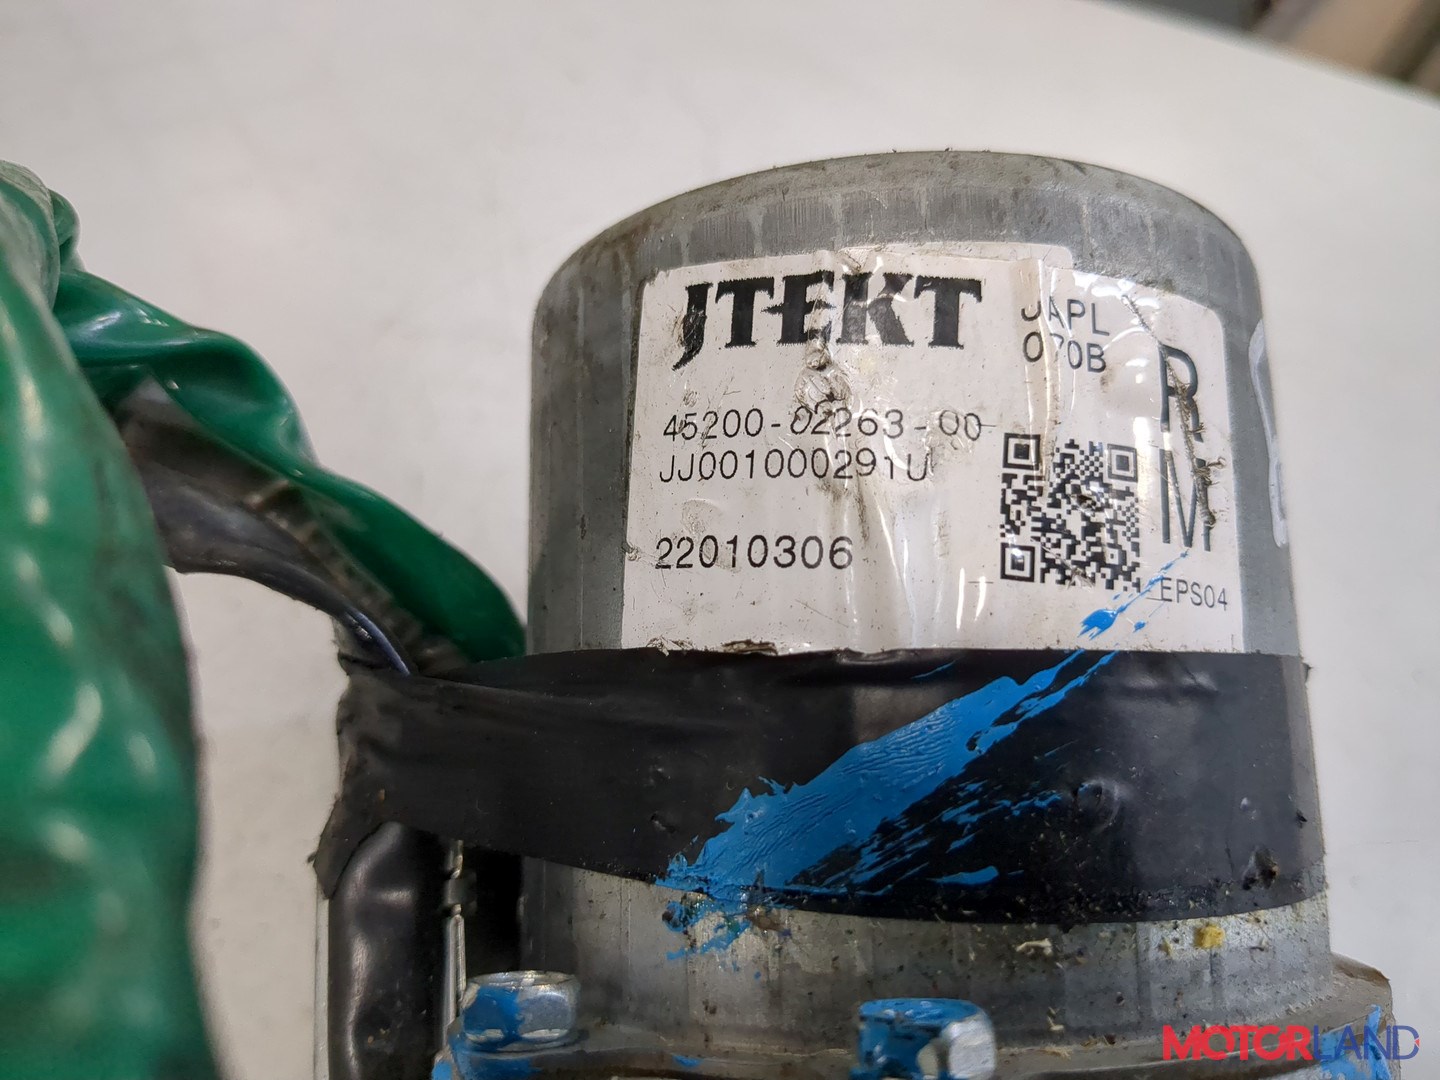 JTEKT
JAPL
070B
R
M
45200-02263-00
JJ001000291U
22010306
EPS04
MOTORLAND